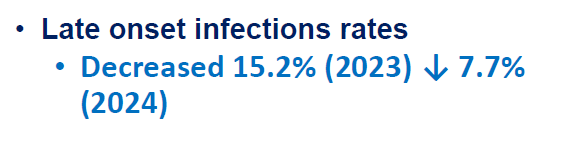 • Late onset infections rates
• Decreased 15.2% (2023) ↓ 7.7%
(2024)